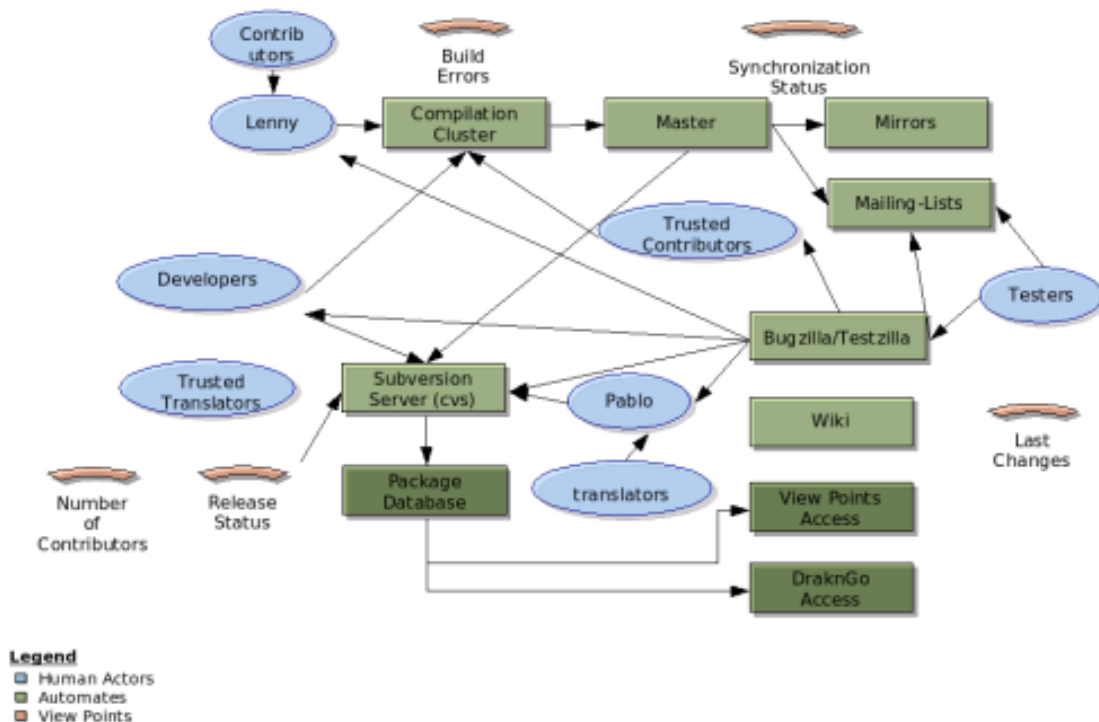 Contrib
utors
Build
Errors
Synchronization
Status
Lenny
Compilation
Cluster
Master
Mirrors
Mailing-Lists
Trusted
Contributors
Developers
Testers
Bugzilla/Testzilla
Trusted
Translators
Subversion
Server (cvs)
Pablo
Wiki
Last
Changes
Number
of
Contributors
Release
Status
Package
Database
translators
View Points
Access
DraknGo
Access
Legend
Human Actors
Automates
View Points